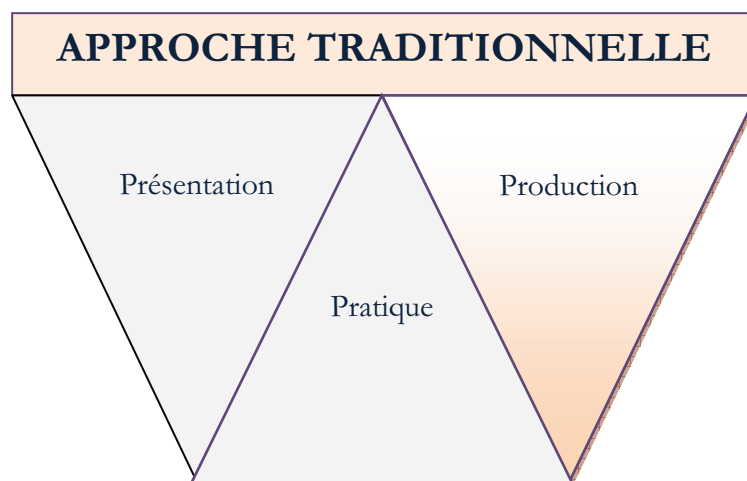 APPROCHE TRADITIONNELLE
Présentation
Production
Pratique